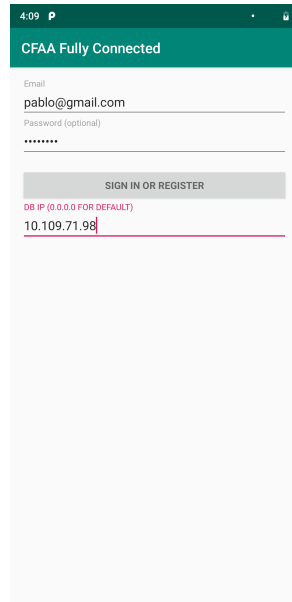 4:09
CFAA Fully Connected
Email
pablo@gmail.com
Password (optional)
••••••••
SIGN IN OR REGISTER
DB IP (0.0.0.0 FOR DEFAULT)
10.109.71.98